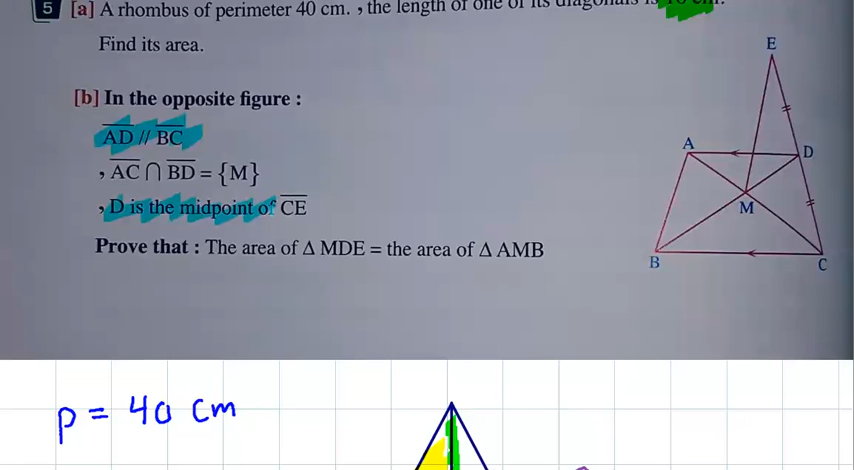 5 [a] A rhombus of perimeter 40 cm. , the length of one of its diagonals is 16 cm.
Find its area.
[b] In the opposite figure :
AD // BC
, AC ∩ BD = {M}
, D is the midpoint of CE
Prove that : The area of Δ MDE = the area of Δ AMB
E
A
D
M
B
C
P = 40 cm